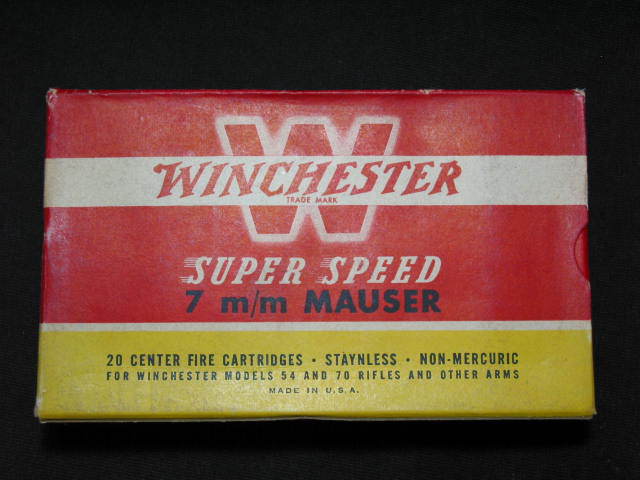 W
WINCHESTER
TRADE MARK
SUPER SPEED
7 m/m MAUSER
20 CENTER FIRE CARTRIDGES · STAYNLESS · NON-MERCURIC
FOR WINCHESTER MODELS 54 AND 70 RIFLES AND OTHER ARMS
MADE IN U.S.A.